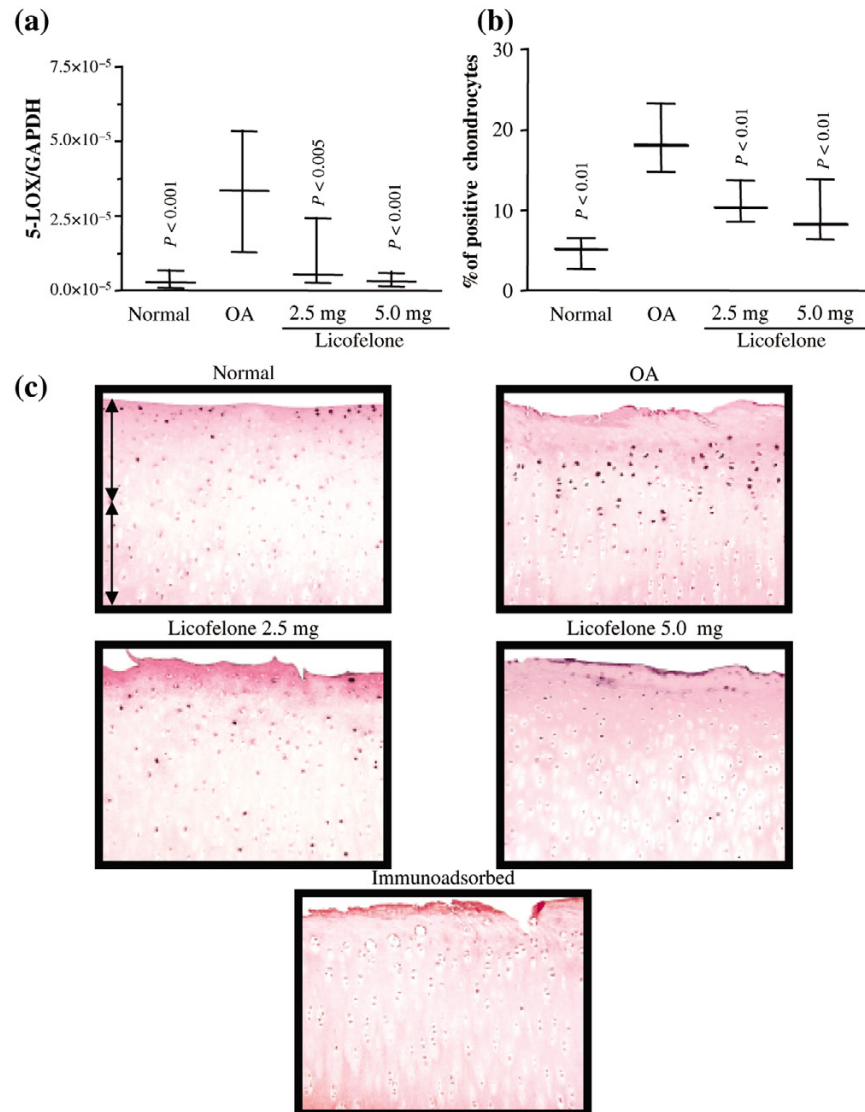 (a)
5-LOX/GAPDH
7.5×10⁻⁵
5.0×10⁻⁵
2.5×10⁻⁵
0.0×10⁻⁵
P < 0.001
P < 0.005
P < 0.001
Normal OA 2.5 mg 5.0 mg
Licofelone
(b)
% of positive chondrocytes
30
20
10
0
P < 0.01
P < 0.01
P < 0.01
Normal OA 2.5 mg 5.0 mg
Licofelone
(c)
Normal
OA
Licofelone 2.5 mg
Licofelone 5.0 mg
Immunoadsorbed